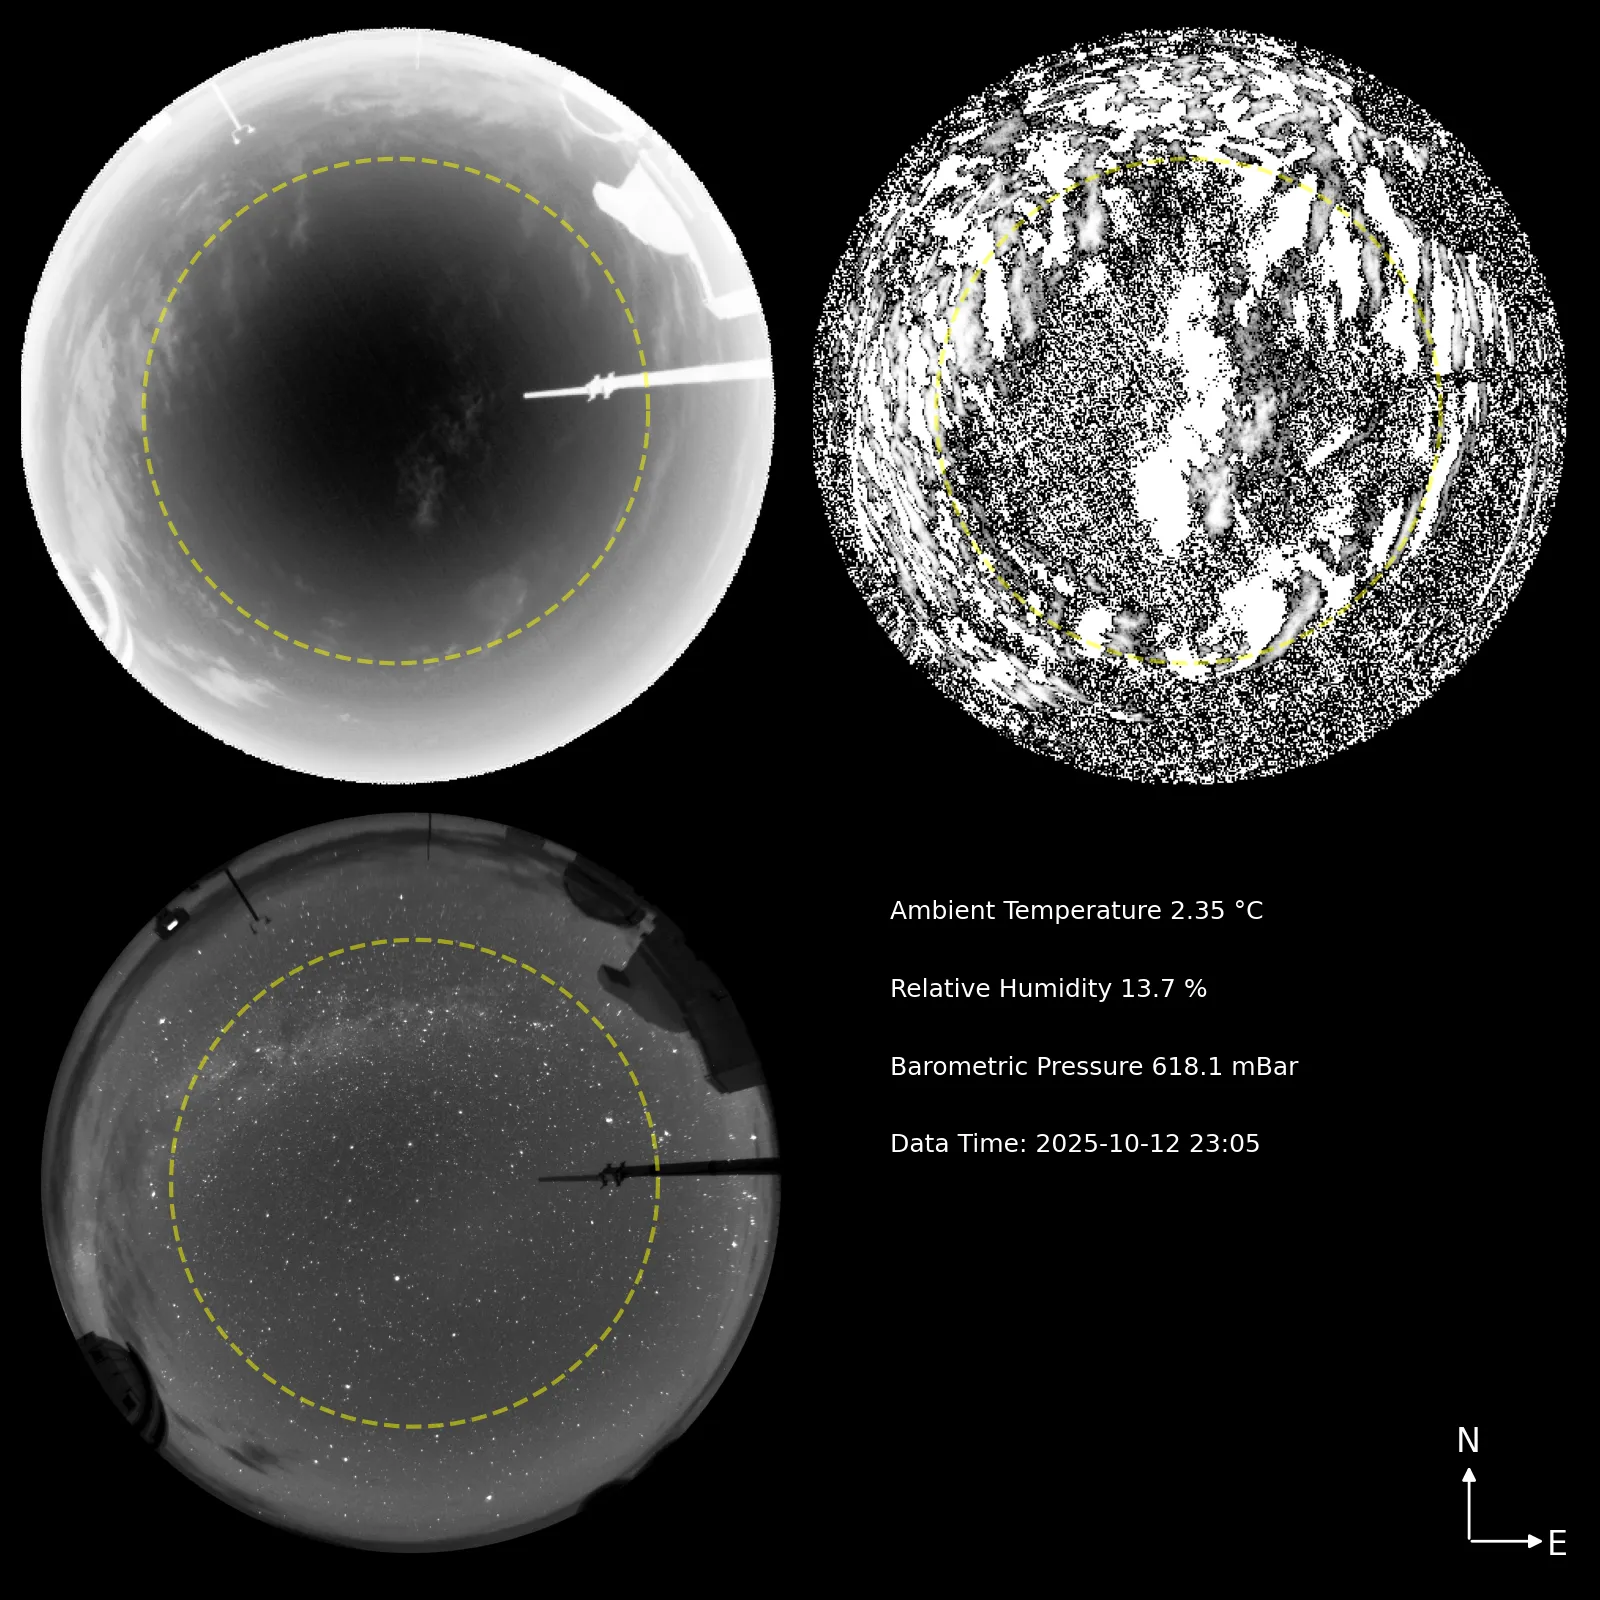 Ambient Temperature 2.35 °C
Relative Humidity 13.7 %
Barometric Pressure 618.1 mBar
Data Time: 2025-10-12 23:05
N
E